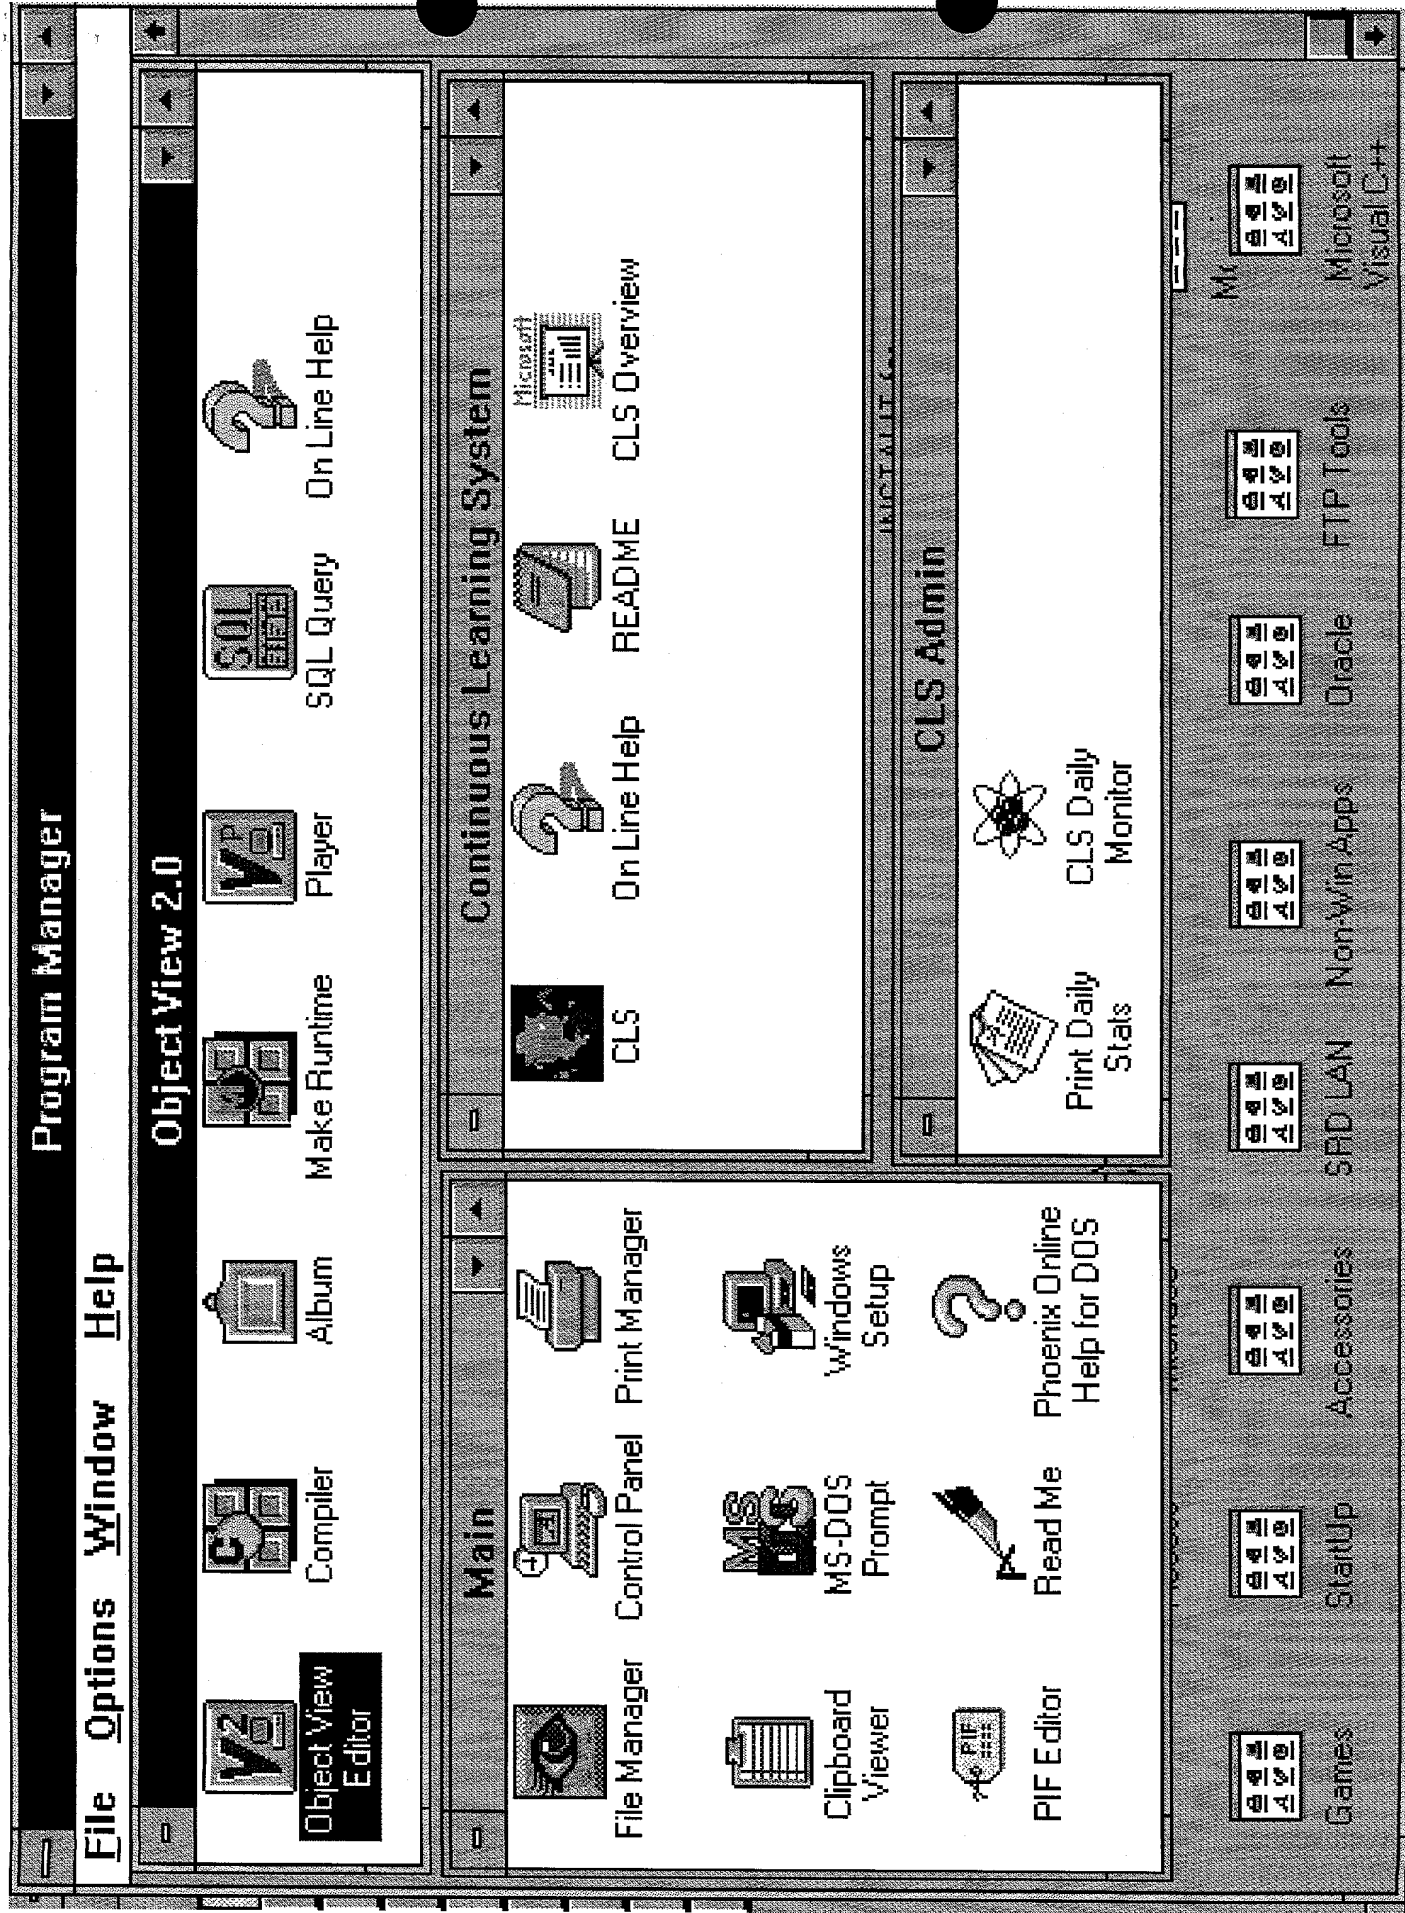 Program Manager
File Options Window Help
Object View 2.0
Object View
Editor
Compiler
Album
Make Runtime
Player
SQL
SQL Query
On Line Help
Main
File Manager
Control Panel
Print Manager
Clipboard
Viewer
MS
MS-DOS
Prompt
Windows
Setup
PIF
PIF Editor
Read Me
Phoenix Online
Help for DOS
Continuous Learning System
CLS
On Line Help
README
Microsoft
CLS Overview
CLS Admin
Print Daily
Stats
CLS Daily
Monitor
Games
StartUp
Accessories
SRD LAN
Non-Win Apps
Oracle
FTP Tools
Microsoft
Visual C++